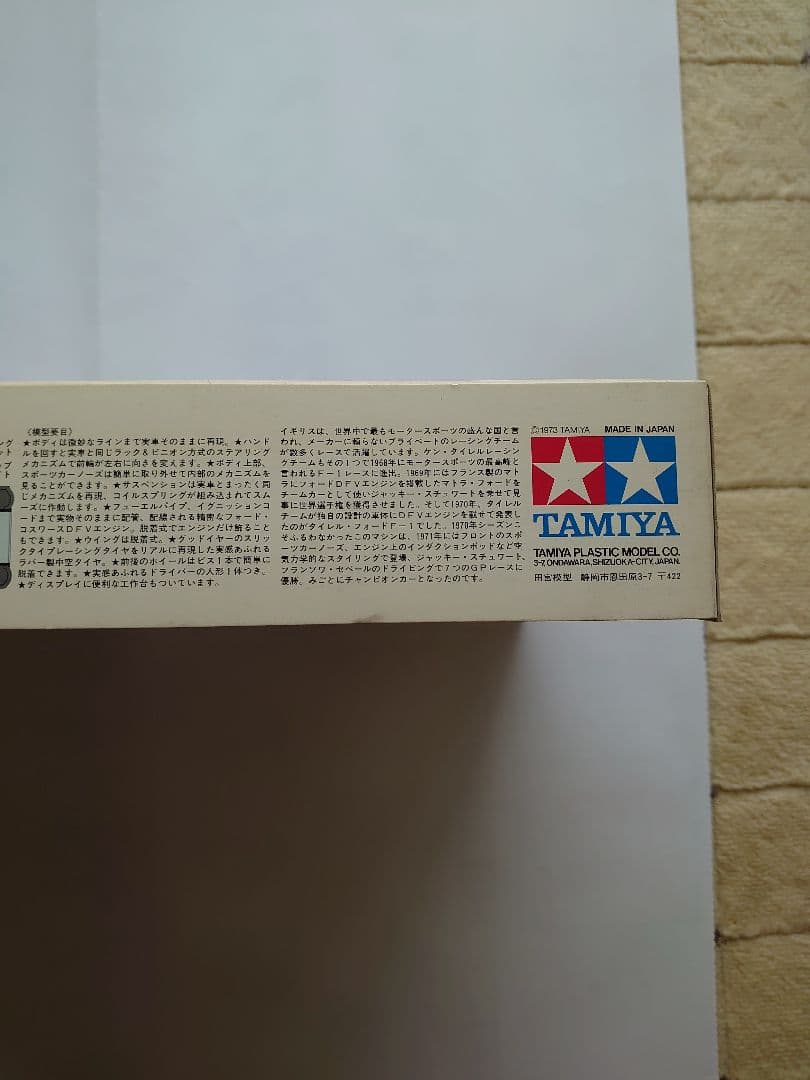 〈模型要目〉
★ボディは微妙なラインまで実車そのままに再現。★ハンド
ルを回すと実車と同じラック&ピニオン方式のステアリング
メカニズムで前輪が左右に向きを変えます。★ボディ上部、
スポーツカーノーズは簡単に取り外せて内部のメカニズムを
見ることができます。★サスペンションは実車とまったく同
じメカニズムを再現、コイルスプリングが組み込まれてスム
ーズに作動します。★フューエルパイプ、イグニッションコ
ードまで実物そのままに配管、配線される精密なフォード・
コスワースDFVエンジン。脱着式でエンジンだけ飾ること
もできます。★ウイングは脱着式。★グッドイヤーのスリッ
クタイプレーシングタイヤをリアルに再現した実感あふれる
ラバー製中空タイヤ。★前後のホイールはビス1本で簡単に
脱着できます。★実感あふれるドライバーの人形1体つき。
★ディスプレイに便利な工作台もついています。
イギリスは、世界中で最もモータースポーツの盛んな国と言
われ、メーカーに頼らないプライベートのレーシングチーム
が数多くレースで活躍しています。ケン・タイレルレーシン
グチームもその1つで1968年にモータースポーツの最高峰と
言われるF-1レースに進出。1969年にはフランス製のマト
ラにフォードDFVエンジンを搭載したマトラ・フォードを
チームカーとして使いジャッキー・スチュワートを乗せて見
事に世界選手権を獲得させました。そして1970年、タイレル
チームが独自の設計の車体にDFVエンジンを載せて発表し
たのがタイレル・フォードF-1でした。1970年シーズンこ
そふるわなかったこのマシンは、1971年にはフロントのスポ
ーツカーノーズ、エンジン上のインダクションポッドなど空
気力学的なスタイリングで登場、ジャッキー・スチュワート、
フランソワ・セベールのドライビングで7つのGPレースに
優勝、みごとにチャンピオンカーとなったのです。
©1973 TAMIYA MADE IN JAPAN
TAMIYA
TAMIYA PLASTIC MODEL CO.
3-7, ONDAWARA, SHIZUOKA-CITY, JAPAN.
田宮模型 静岡市恩田原3-7 〒422